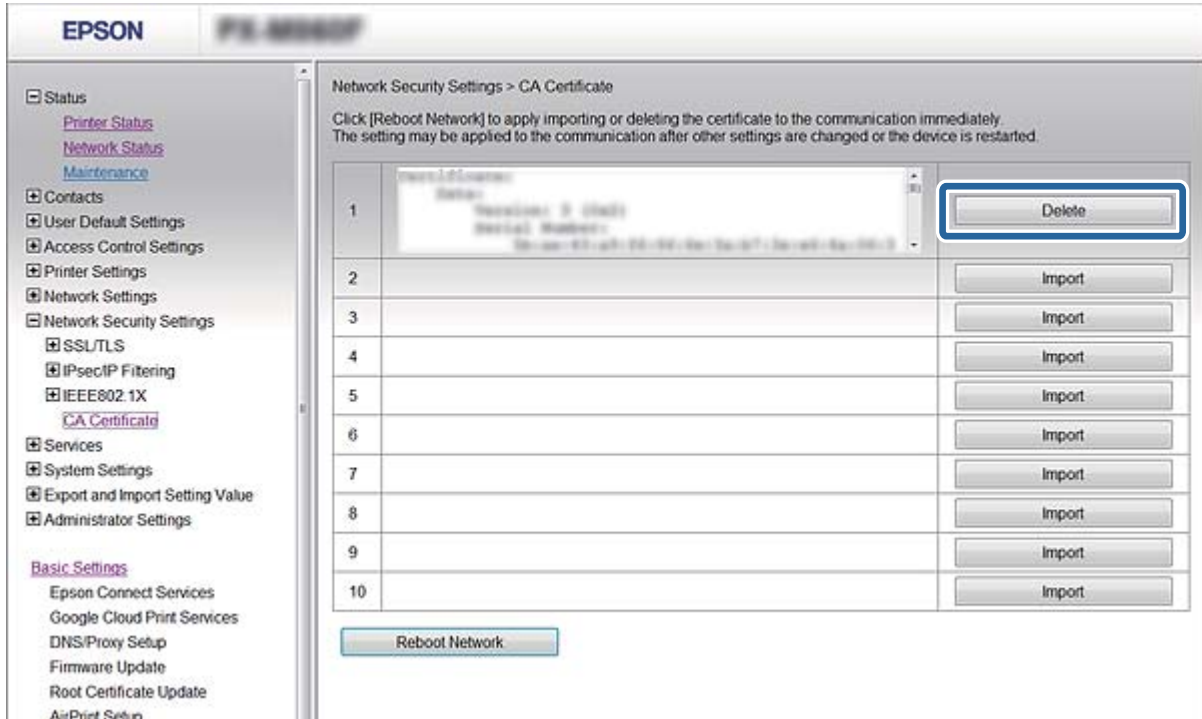 EPSON
Status
Printer Status
Network Status
Maintenance
Contacts
User Default Settings
Access Control Settings
Printer Settings
Network Settings
Network Security Settings
SSL/TLS
IPsec/IP Filtering
IEEE802.1X
CA Certificate
Services
System Settings
Export and Import Setting Value
Administrator Settings
Basic Settings
Epson Connect Services
Google Cloud Print Services
DNS/Proxy Setup
Firmware Update
Root Certificate Update
AirPrint Setup
Network Security Settings > CA Certificate
Click [Reboot Network] to apply importing or deleting the certificate to the communication immediately.
The setting may be applied to the communication after other settings are changed or the device is restarted.
1 Delete
2 Import
3 Import
4 Import
5 Import
6 Import
7 Import
8 Import
9 Import
10 Import
Reboot Network